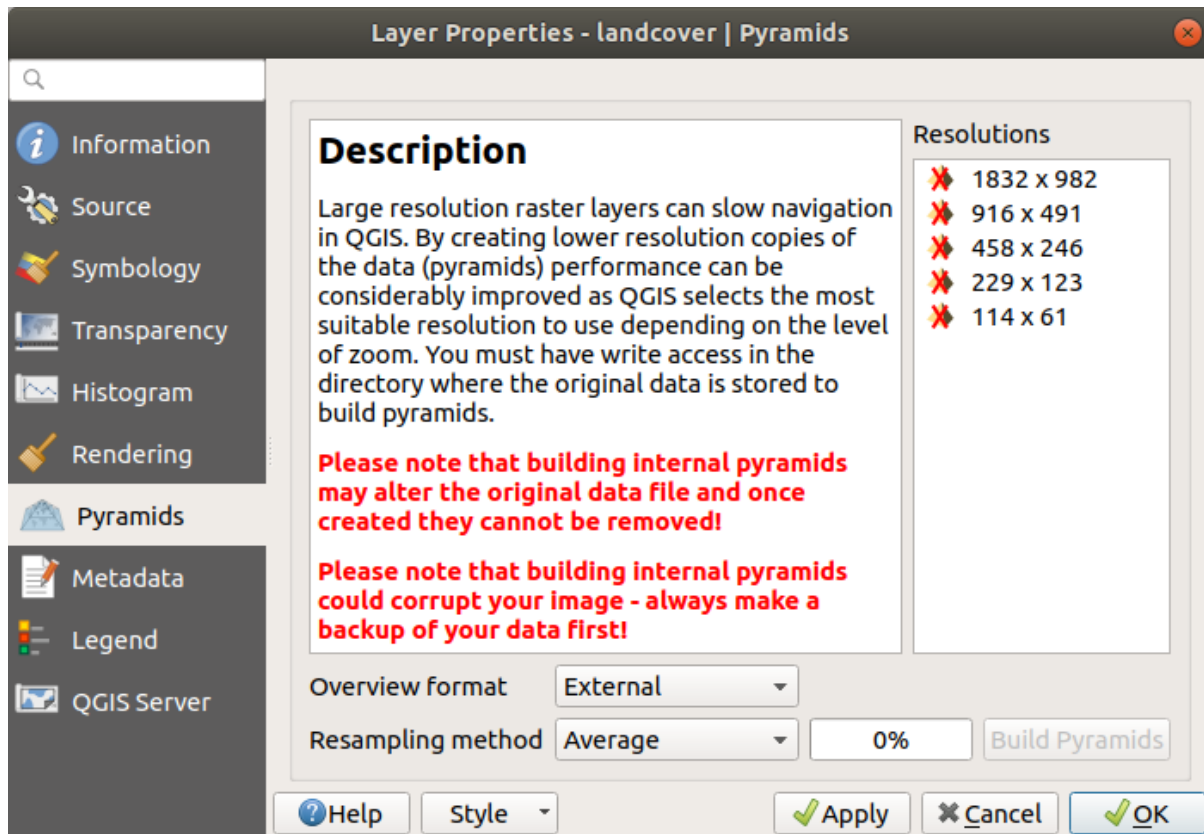 Layer Properties - landcover | Pyramids
Information
Source
Symbology
Transparency
Histogram
Rendering
Pyramids
Metadata
Legend
QGIS Server
Description
Large resolution raster layers can slow navigation
in QGIS. By creating lower resolution copies of
the data (pyramids) performance can be
considerably improved as QGIS selects the most
suitable resolution to use depending on the level
of zoom. You must have write access in the
directory where the original data is stored to
build pyramids.
Please note that building internal pyramids
may alter the original data file and once
created they cannot be removed!
Please note that building internal pyramids
could corrupt your image - always make a
backup of your data first!
Resolutions
1832 x 982
916 x 491
458 x 246
229 x 123
114 x 61
Overview format External
Resampling method Average 0% Build Pyramids
Help Style Apply Cancel OK